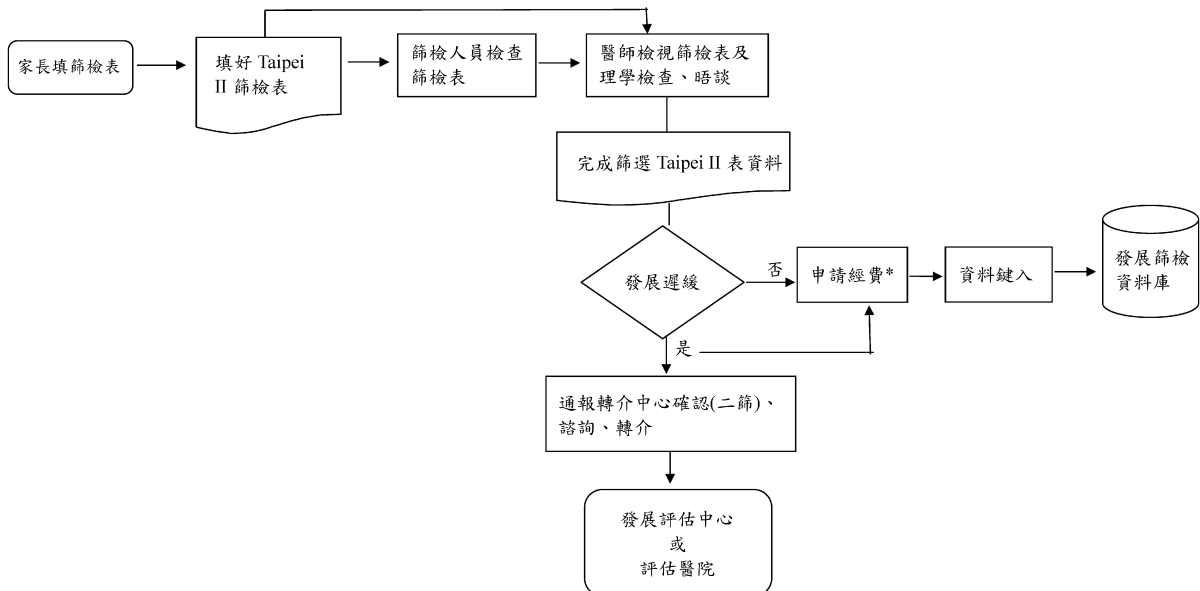 家長填篩檢表
填好 Taipei
II 篩檢表
篩檢人員檢查
篩檢表
醫師檢視篩檢表及
理學檢查、晤談
完成篩選 Taipei II 表資料
發展遲緩
否
申請經費*
資料鍵入
發展篩檢
資料庫
是
通報轉介中心確認(二篩)、
諮詢、轉介
發展評估中心
或
評估醫院